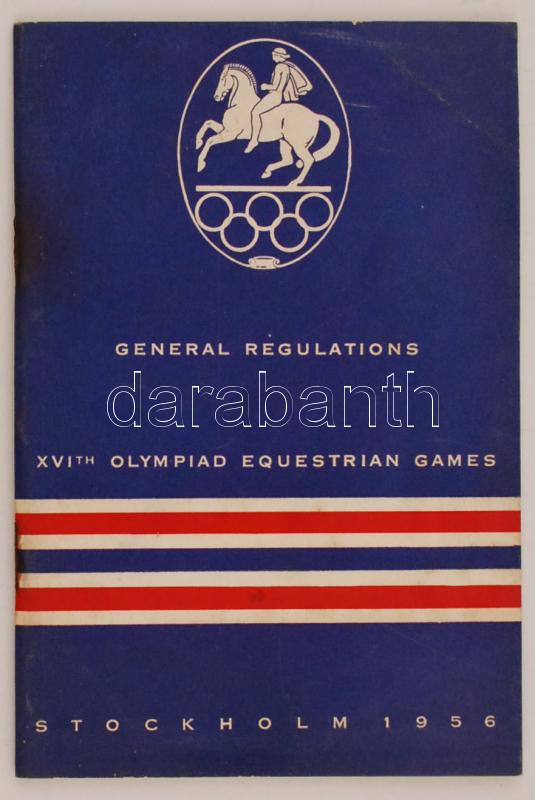 GENERAL REGULATIONS
darabanth
XVITH OLYMPIAD EQUESTRIAN GAMES
STOCKHOLM 1956